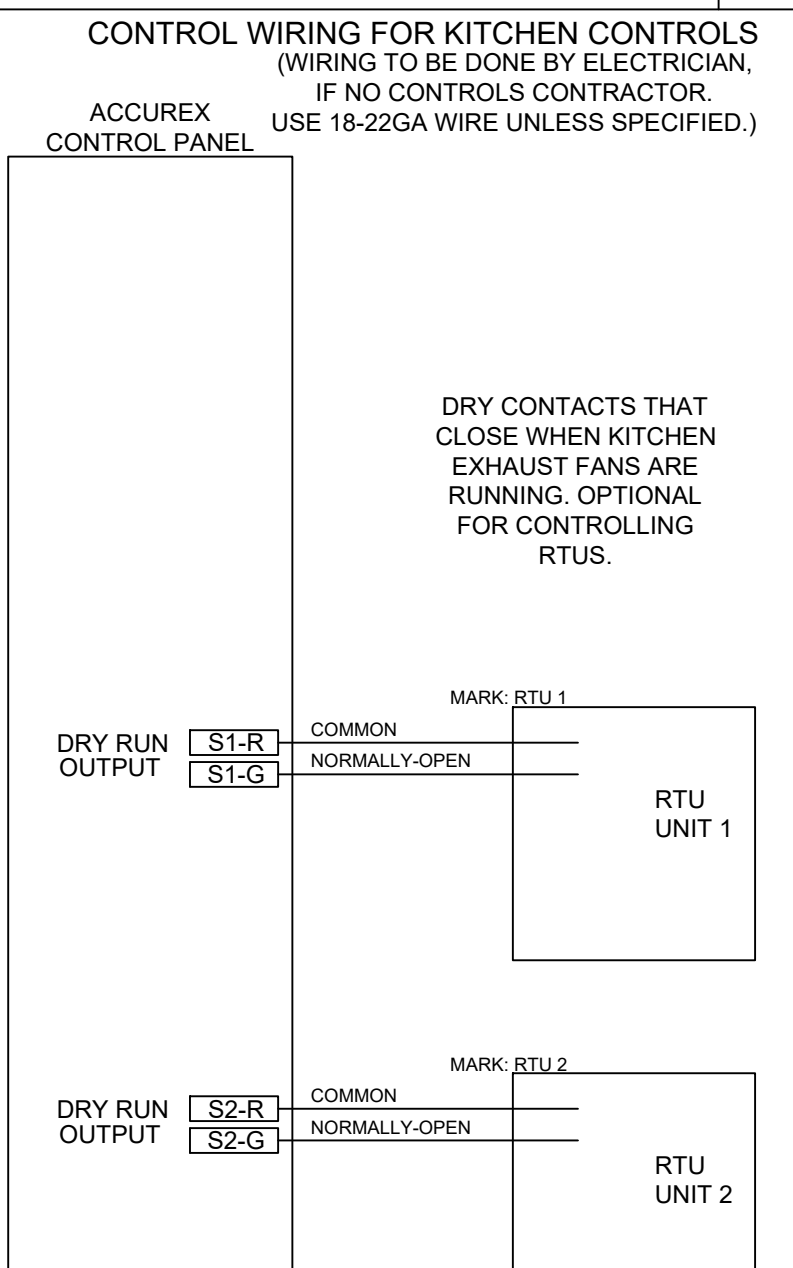 CONTROL WIRING FOR KITCHEN CONTROLS
(WIRING TO BE DONE BY ELECTRICIAN,
IF NO CONTROLS CONTRACTOR.
USE 18-22GA WIRE UNLESS SPECIFIED.)
ACCUREX
CONTROL PANEL
DRY CONTACTS THAT
CLOSE WHEN KITCHEN
EXHAUST FANS ARE
RUNNING. OPTIONAL
FOR CONTROLLING
RTUS.
MARK: RTU 1
DRY RUN
OUTPUT
S1-R
S1-G
COMMON
NORMALLY-OPEN
RTU
UNIT 1
MARK: RTU 2
DRY RUN
OUTPUT
S2-R
S2-G
COMMON
NORMALLY-OPEN
RTU
UNIT 2